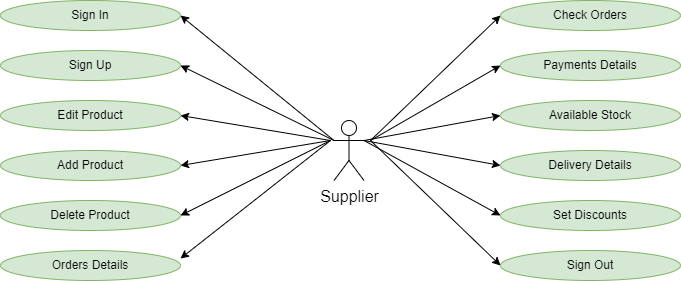 Sign In
Sign Up
Edit Product
Add Product
Delete Product
Orders Details
Supplier
Check Orders
Payments Details
Available Stock
Delivery Details
Set Discounts
Sign Out